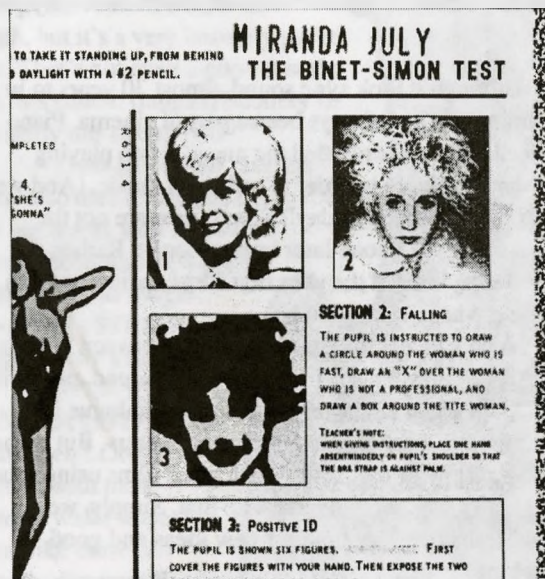 MIRANDA JULY
THE BINET-SIMON TEST
TO TAKE IT STANDING UP, FROM BEHI
DAYLIGHT WITH A #2 PENCIL.
MPLETED
4.
"SHE'S
GONNA"
1
2
3
SECTION 2: FALLING
THE PUPIL IS INSTRUCTED TO DRAW
A CIRCLE AROUND THE WOMAN WHO IS
FAST, DRAW AN "X" OVER THE WOMAN
WHO IS NOT A PROFESSIONAL, AND
DRAW A BOX AROUND THE TITE WOMAN.
TEACHER'S NOTE:
WHEN GIVING INSTRUCTIONS, PLACE ONE HAND
ABSENTMINDEDLY ON PUPIL'S SHOULDER SO THAT
THE BRA STRAP IS AGAINST PALM.
SECTION 3: POSITIVE ID
THE PUPIL IS SHOWN SIX FIGURES. FIRST
COVER THE FIGURES WITH YOUR HAND. THEN EXPOSE THE TWO